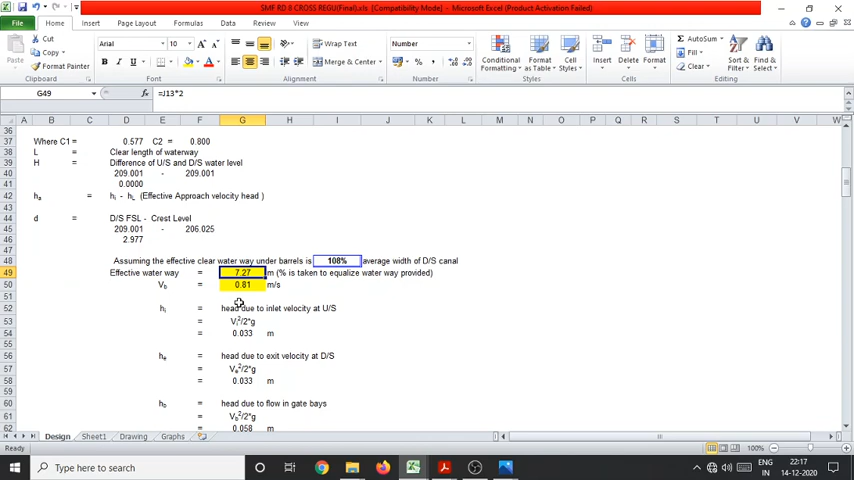 SMF RD 8 CROSS REGU(Final).xls [Compatibility Mode] - Microsoft Excel (Product Activation Failed)
File Home Insert Page Layout Formulas Data Review View
Cut Copy Format Painter Paste Clipboard
Arial 10 B I U Font
Wrap Text Merge & Center Alignment
Number % , Number
Conditional Formatting Format as Table Cell Styles Styles
Insert Delete Format Cells
AutoSum Fill Clear Sort & Filter Find & Select Editing
G49 fx =J13*2
A B C D E F G H I J K L M N O P Q R S T U V W
36
37 Where C1 = 0.577 C2 = 0.800
38 L = Clear length of waterway
39 H = Difference of U/S and D/S water level
40 209.001 - 209.001
41 0.0000
42 ha = hi - hL (Effective Approach velocity head )
43
44 d = D/S FSL - Crest Level
45 209.001 - 206.025
46 2.977
47
48 Assuming the effective clear water way under barrels is 108% average width of D/S canal
49 Effective water way = 7.27 m (% is taken to equalize water way provided)
50 Vb = 0.81 m/s
51
52 hi = head due to inlet velocity at U/S
53 = Vi²/2*g
54 = 0.033 m
55
56 he = head due to exit velocity at D/S
57 = Ve²/2*g
58 = 0.033 m
59
60 hb = head due to flow in gate bays
61 = Vb²/2*g
62 = 0.058 m
Design Sheet1 Drawing Graphs
Ready 100%
Type here to search
ENG 22:17
IN 14-12-2020